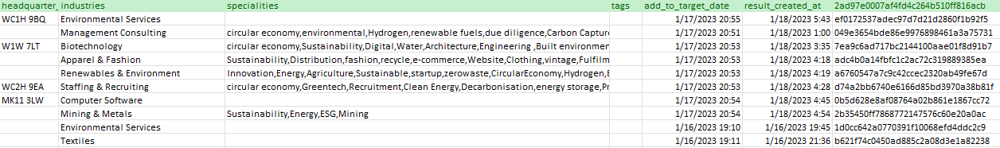 headquarter_ industries specialities tags add_to_target_date result_created_at 2ad97e0007af4fd4c264b510ff816acb
WC1H 9BQ Environmental Services 1/17/2023 20:55 1/18/2023 5:43 ef0172537adec97d7d21d2860f1b92f5
Management Consulting circular economy,environmental,Hydrogen,renewable fuels,due diligence,Carbon Capture 1/17/2023 20:51 1/18/2023 1:00 049e3654bde86e9976898461a3a75731
W1W 7LT Biotechnology circular economy,Sustainability,Digital,Water,Architecture,Engineering ,Built environment 1/17/2023 20:53 1/18/2023 3:35 7ea9c6ad717bc2144100aae01f8d91b7
Apparel & Fashion Sustainability,Distribution,fashion,recycle,e-commerce,Website,Clothing,vintage,Fulfilm 1/17/2023 20:53 1/18/2023 4:18 adc4b0a14fbfc1c2ac72c319889385ea
Renewables & Environment Innovation,Energy,Agriculture,Sustainable,startup,zerowaste,CircularEconomy,Hydrogen,E 1/17/2023 20:53 1/18/2023 4:19 a6760547a7c9c42ccec2320ab49fe67d
WC2H 9EA Staffing & Recruiting circular economy,Greentech,Recruitment,Clean Energy,Decarbonisation,energy storage,Pr 1/17/2023 20:53 1/18/2023 4:28 d74a2bb6740e6166d85bd3970a38b81f
MK11 3LW Computer Software 1/17/2023 20:54 1/18/2023 4:45 0b5d628e8af08764a02b861e1867cc72
Mining & Metals Sustainability,Energy,ESG,Mining 1/17/2023 20:54 1/18/2023 4:54 2b35450ff7868772147576c60e20a0ac
Environmental Services 1/16/2023 19:10 1/16/2023 19:45 1d0cc642a0770391f10068efd4ddc2c9
Textiles 1/16/2023 19:11 1/16/2023 21:36 b621f74c0450ad885c2a08d3e1a82238